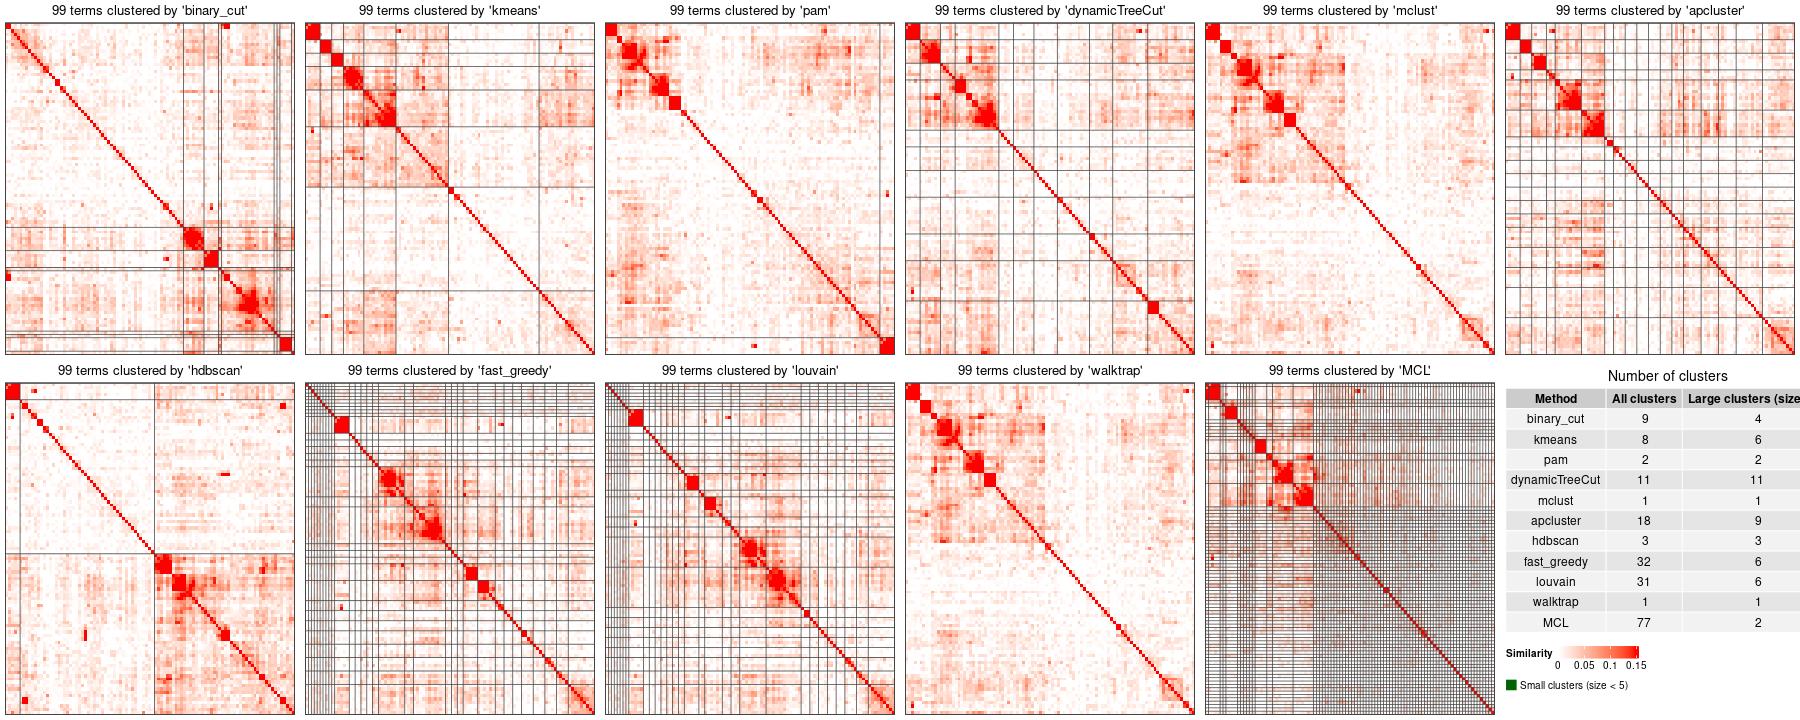 99 terms clustered by 'binary_cut'
99 terms clustered by 'kmeans'
99 terms clustered by 'pam'
99 terms clustered by 'dynamicTreeCut'
99 terms clustered by 'mclust'
99 terms clustered by 'apcluster'
99 terms clustered by 'hdbscan'
99 terms clustered by 'fast_greedy'
99 terms clustered by 'louvain'
99 terms clustered by 'walktrap'
99 terms clustered by 'MCL'
Number of clusters
Method All clusters Large clusters (size
binary_cut 9 4
kmeans 8 6
pam 2 2
dynamicTreeCut 11 11
mclust 1 1
apcluster 18 9
hdbscan 3 3
fast_greedy 32 6
louvain 31 6
walktrap 1 1
MCL 77 2
Similarity
0 0.05 0.1 0.15
Small clusters (size < 5)